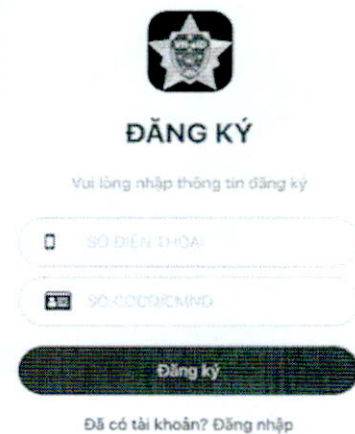 ĐĂNG KÝ
Vui lòng nhập thông tin đăng ký
SỐ ĐIỆN THOẠI
SỐ CCCD/CMND
Đăng ký
Đã có tài khoản? Đăng nhập